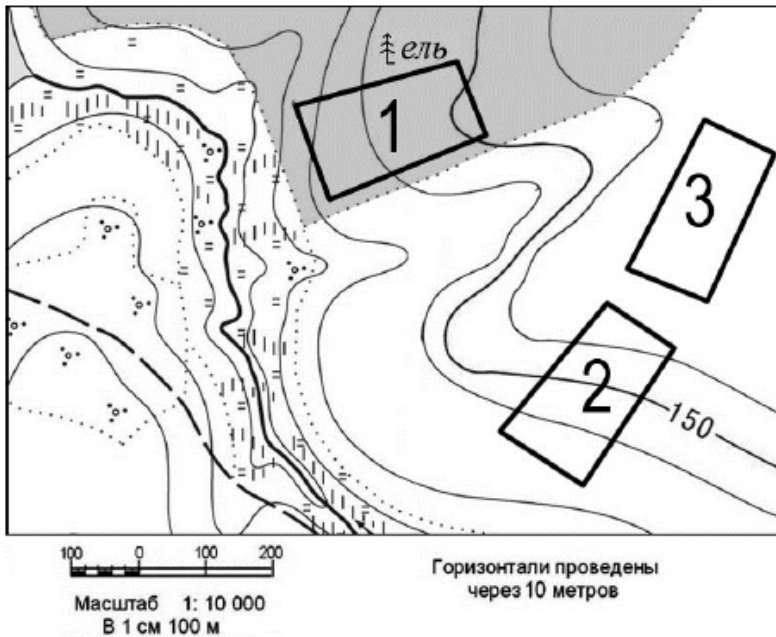 ель
1
3
2
150
100 0 100 200
Масштаб 1: 10 000
В 1 см 100 м
Горизонтали проведены
через 10 метров